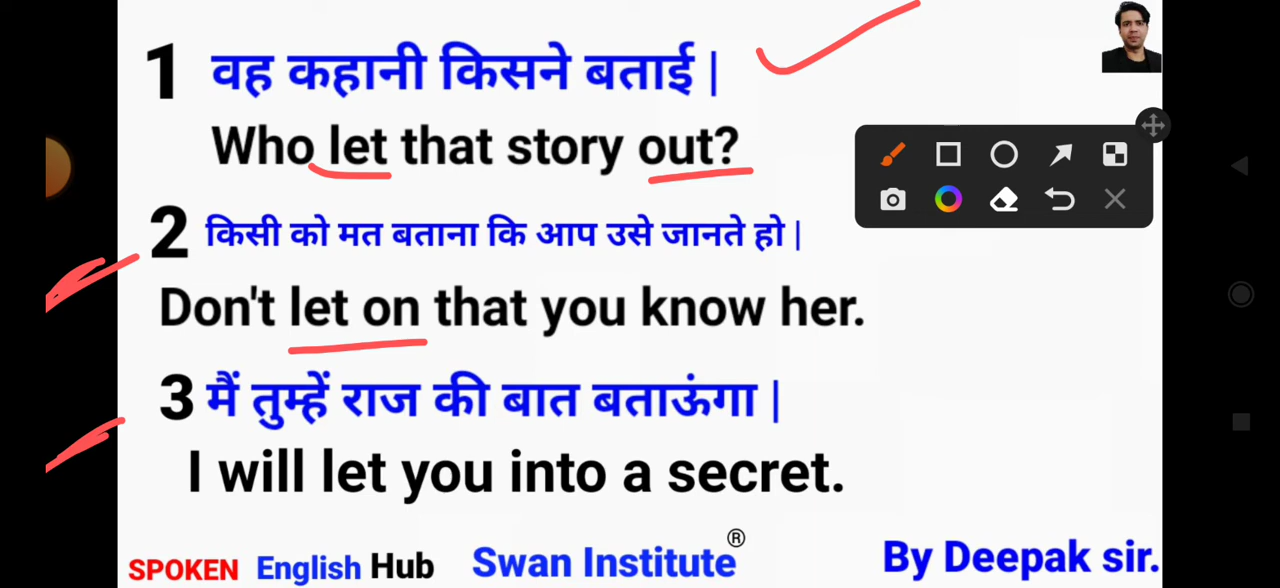 1 वह कहानी किसने बताई |
Who let that story out?
2 किसी को मत बताना कि आप उसे जानते हो |
Don't let on that you know her.
3 मैं तुम्हें राज की बात बताऊंगा |
I will let you into a secret.
SPOKEN English Hub Swan Institute® By Deepak sir.